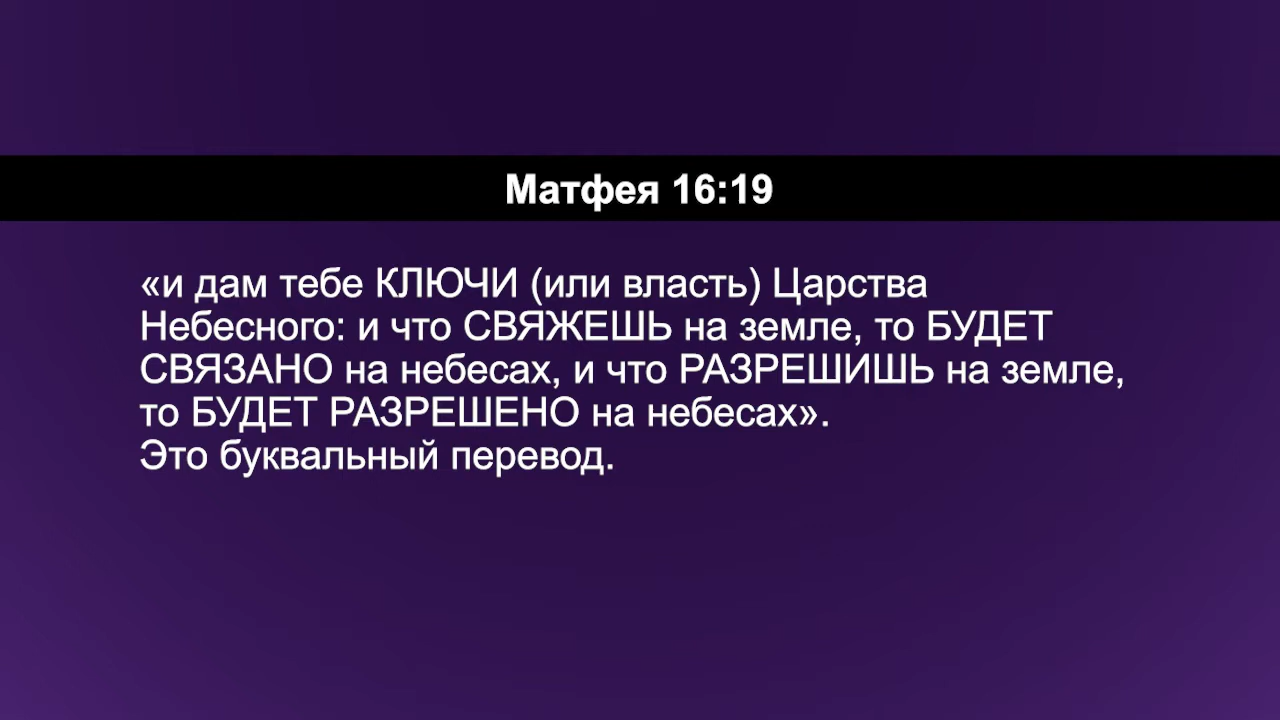 Матфея 16:19
«и дам тебе КЛЮЧИ (или власть) Царства
Небесного: и что СВЯЖЕШЬ на земле, то БУДЕТ
СВЯЗАНО на небесах, и что РАЗРЕШИШЬ на земле,
то БУДЕТ РАЗРЕШЕНО на небесах».
Это буквальный перевод.